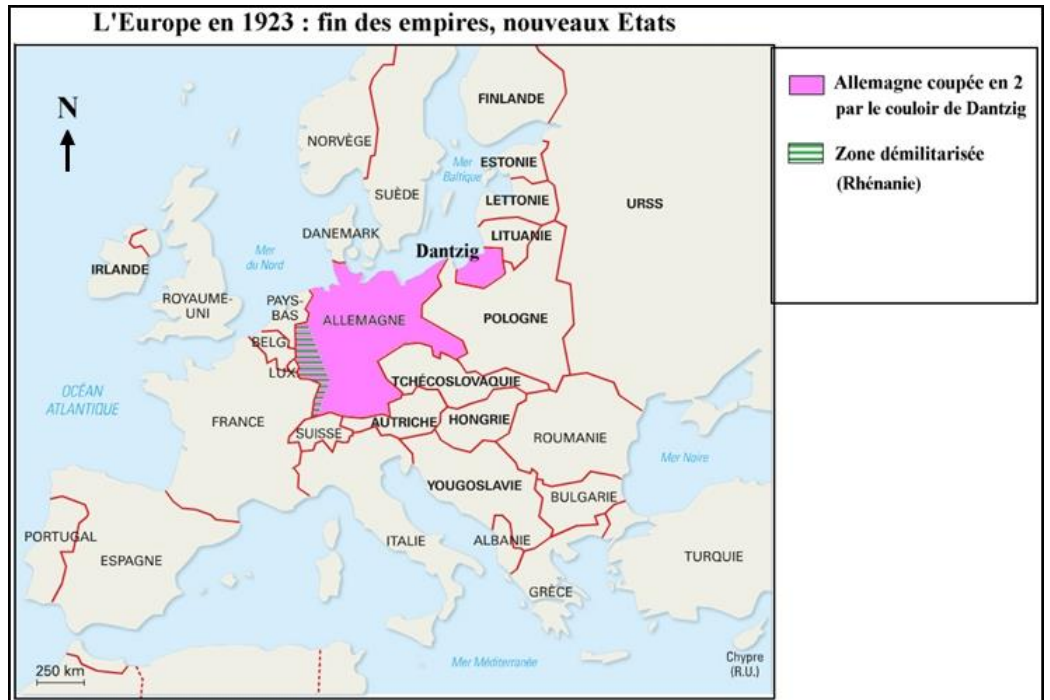 L'Europe en 1923 : fin des empires, nouveaux Etats
N
Allemagne coupée en 2
par le couloir de Dantzig
Zone démilitarisée
(Rhénanie)
FINLANDE
NORVÈGE
ESTONIE
Mer
Baltique
SUÈDE
LETTONIE
URSS
DANEMARK
LITUANIE
Dantzig
Mer
du Nord
IRLANDE
ROYAUME-
UNI
PAYS-
BAS
ALLEMAGNE
POLOGNE
BELG.
LUX.
TCHÉCOSLOVAQUIE
OCÉAN
ATLANTIQUE
FRANCE
SUISSE
AUTRICHE
HONGRIE
ROUMANIE
Mer Noire
YOUGOSLAVIE
BULGARIE
PORTUGAL
ESPAGNE
ITALIE
ALBANIE
TURQUIE
GRÈCE
250 km
Mer Méditerranée
Chypre
(R.U.)